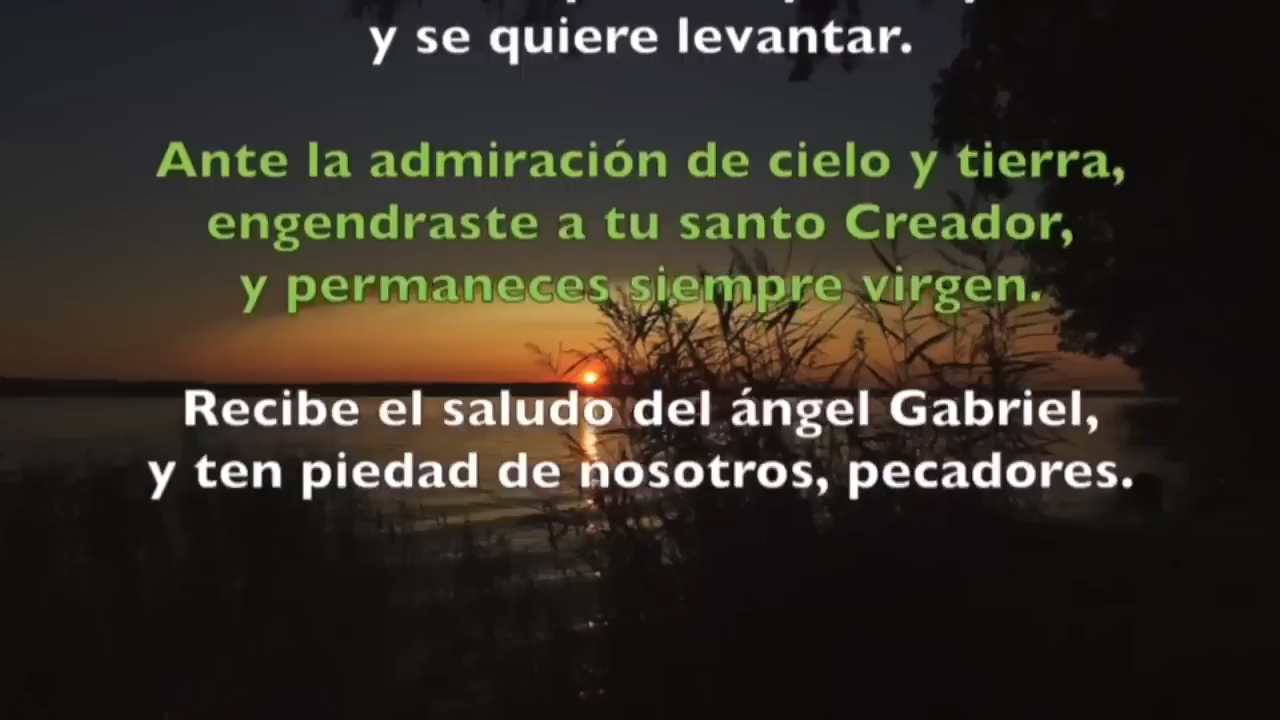 y se quiere levantar.
Ante la admiración de cielo y tierra,
engendraste a tu santo Creador,
y permaneces siempre virgen.
Recibe el saludo del ángel Gabriel,
y ten piedad de nosotros, pecadores.